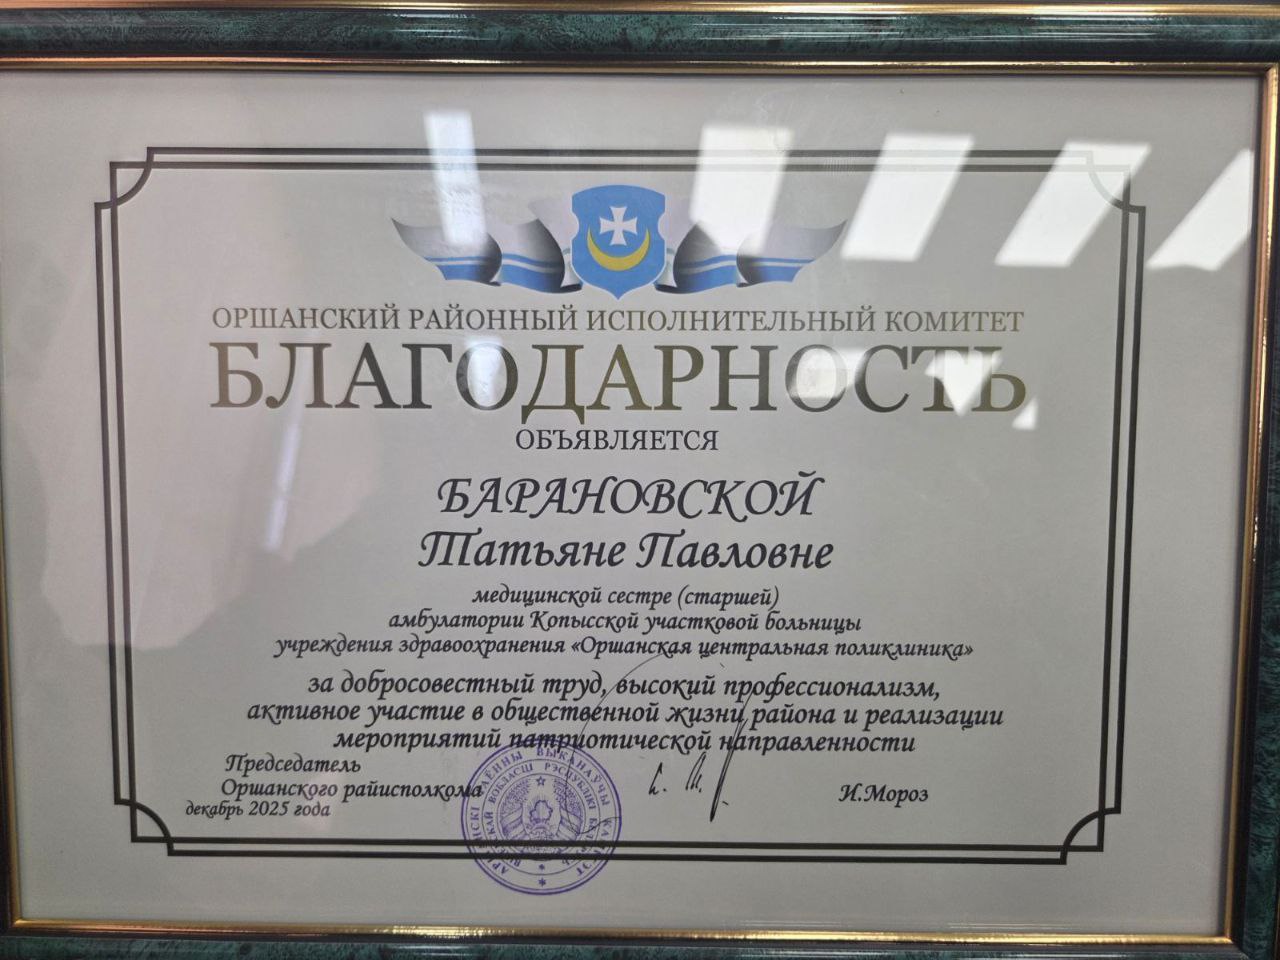 ОРШАНСКИЙ РАЙОННЫЙ ИСПОЛНИТЕЛЬНЫЙ КОМИТЕТ
БЛАГОДАРНОСТЬ
ОБЪЯВЛЯЕТСЯ
БАРАНОВСКОЙ
Татьяне Павловне
медицинской сестре (старшей)
амбулатории Копысской участковой больницы
учреждения здравоохранения «Оршанская центральная поликлиника»
за добросовестный труд, высокий профессионализм,
активное участие в общественной жизни района и реализации
мероприятий патриотической направленности
Председатель
Оршанского райисполкома
И.Мороз
декабрь 2025 года